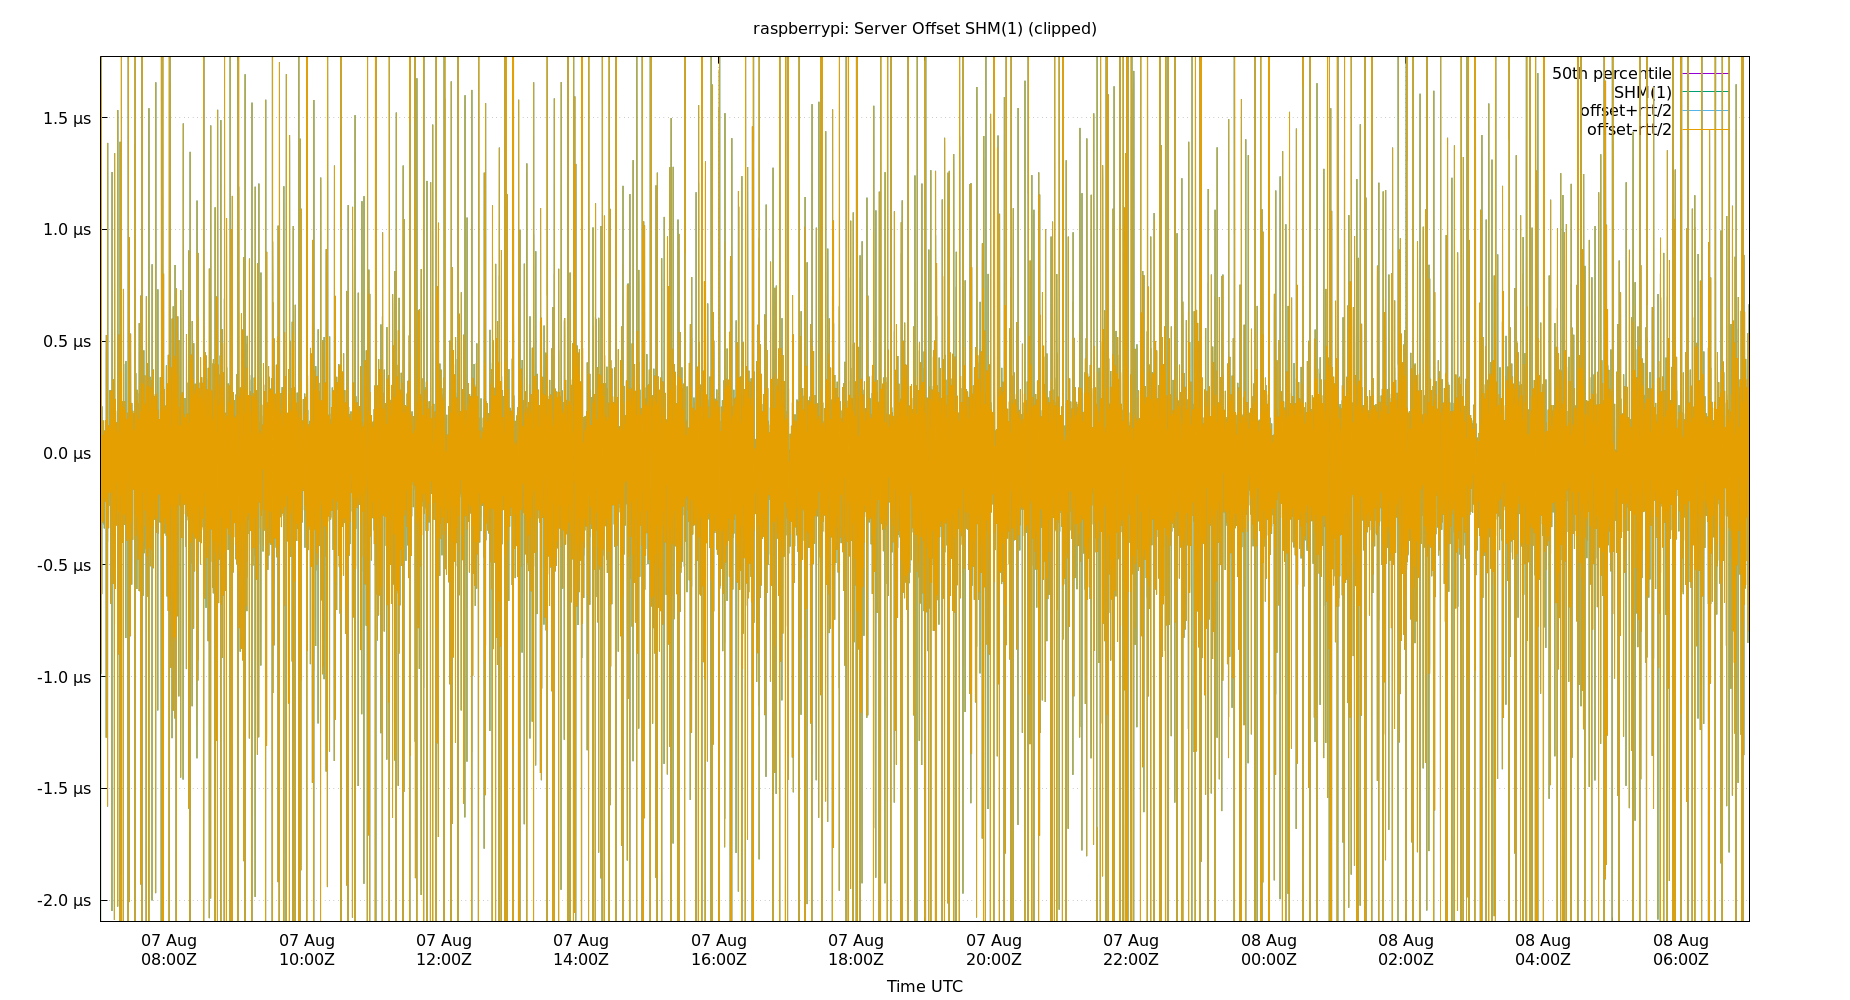 raspberrypi: Server Offset SHM(1) (clipped)
50th percentile
SHM(1)
offset+rtt/2
offset-rtt/2
1.5 µs
1.0 µs
0.5 µs
0.0 µs
-0.5 µs
-1.0 µs
-1.5 µs
-2.0 µs
07 Aug 07 Aug 07 Aug 07 Aug 07 Aug 07 Aug 07 Aug 07 Aug 08 Aug 08 Aug 08 Aug 08 Aug
08:00Z 10:00Z 12:00Z 14:00Z 16:00Z 18:00Z 20:00Z 22:00Z 00:00Z 02:00Z 04:00Z 06:00Z
Time UTC